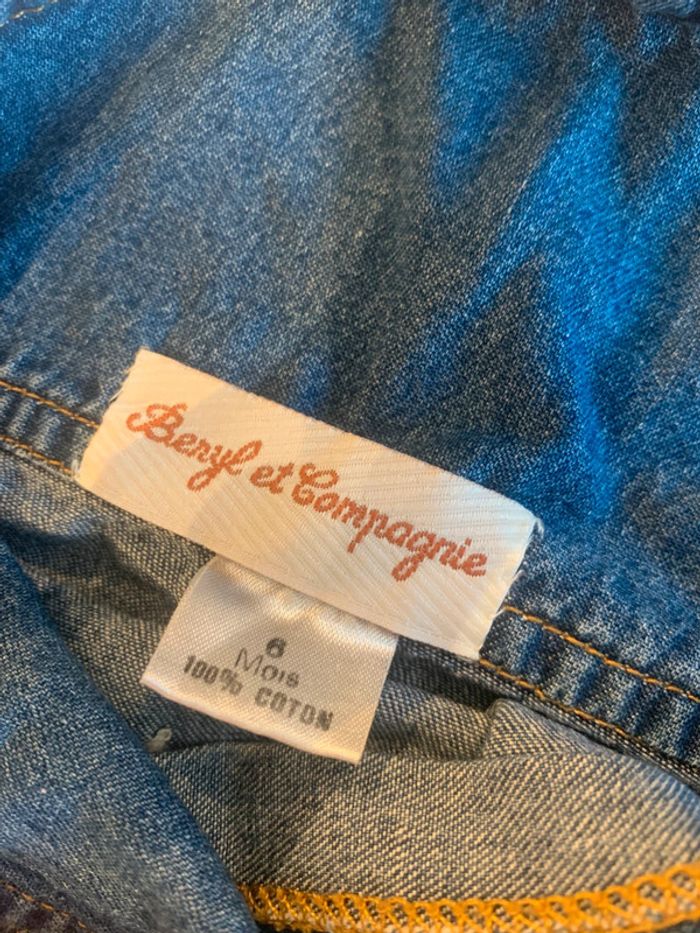 Beryl et Compagnie
6
Mois
100% COTON